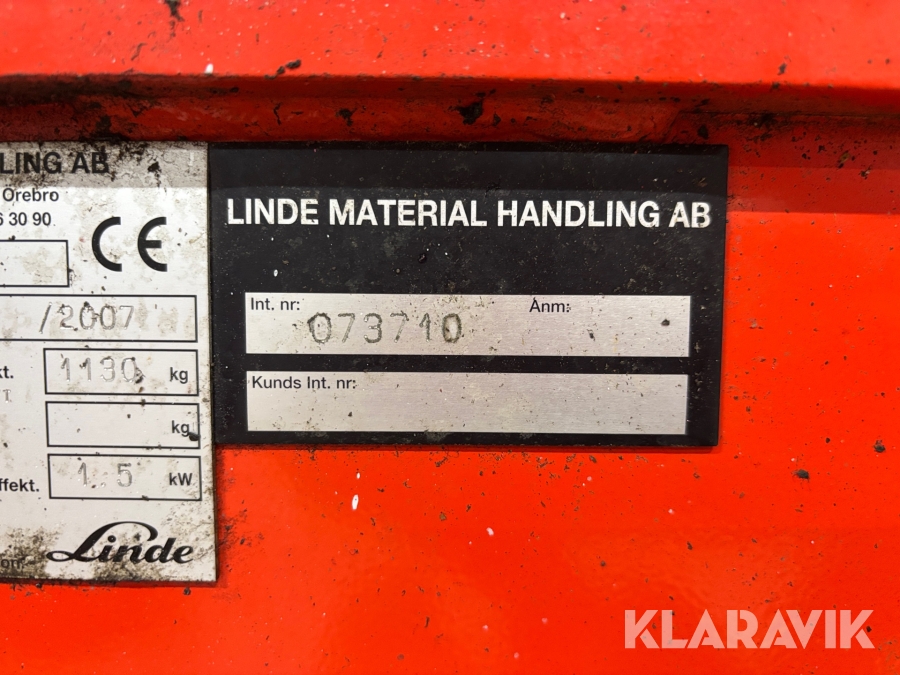 LING AB
Örebro
6 30 90
CE
/2007
kt. 1130 kg
kg
ffekt. 1.5 kW
Linde
LINDE MATERIAL HANDLING AB
Int. nr: 073710 Anm:
Kunds Int. nr:
KLARAVIK